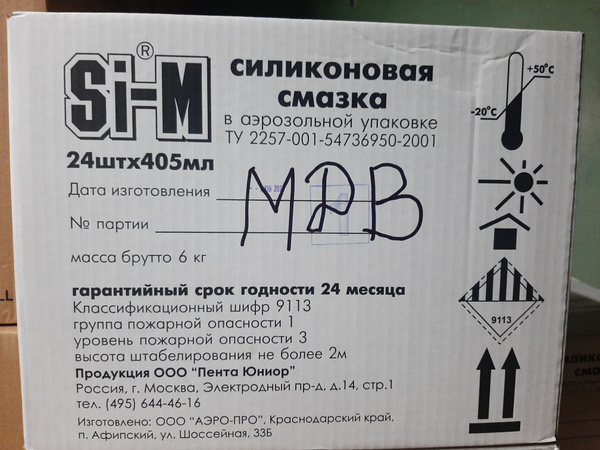 Si-M ®
СИЛИКОНОВАЯ
СМАЗКА
в аэрозольной упаковке
ТУ 2257-001-54736950-2001
24штx405мл
Дата изготовления
№ партии
МДВ
масса брутто 6 кг
гарантийный срок годности 24 месяца
Классификационный шифр 9113
группа пожарной опасности 1
уровень пожарной опасности 3
высота штабелирования не более 2м
Продукция ООО "Пента Юниор"
Россия, г. Москва, Электродный пр-д, д.14, стр.1
тел. (495) 644-46-16
Изготовлено: ООО "АЭРО-ПРО", Краснодарский край,
п. Афипский, ул. Шоссейная, 33Б
+50°C
-20°C
9113